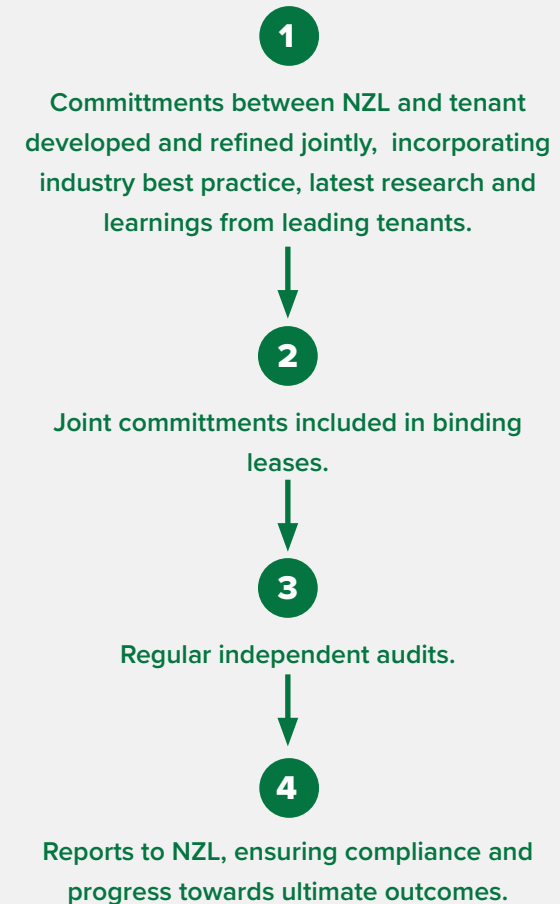 1
Committments between NZL and tenant
developed and refined jointly, incorporating
industry best practice, latest research and
learnings from leading tenants.
2
Joint committments included in binding
leases.
3
Regular independent audits.
4
Reports to NZL, ensuring compliance and
progress towards ultimate outcomes.